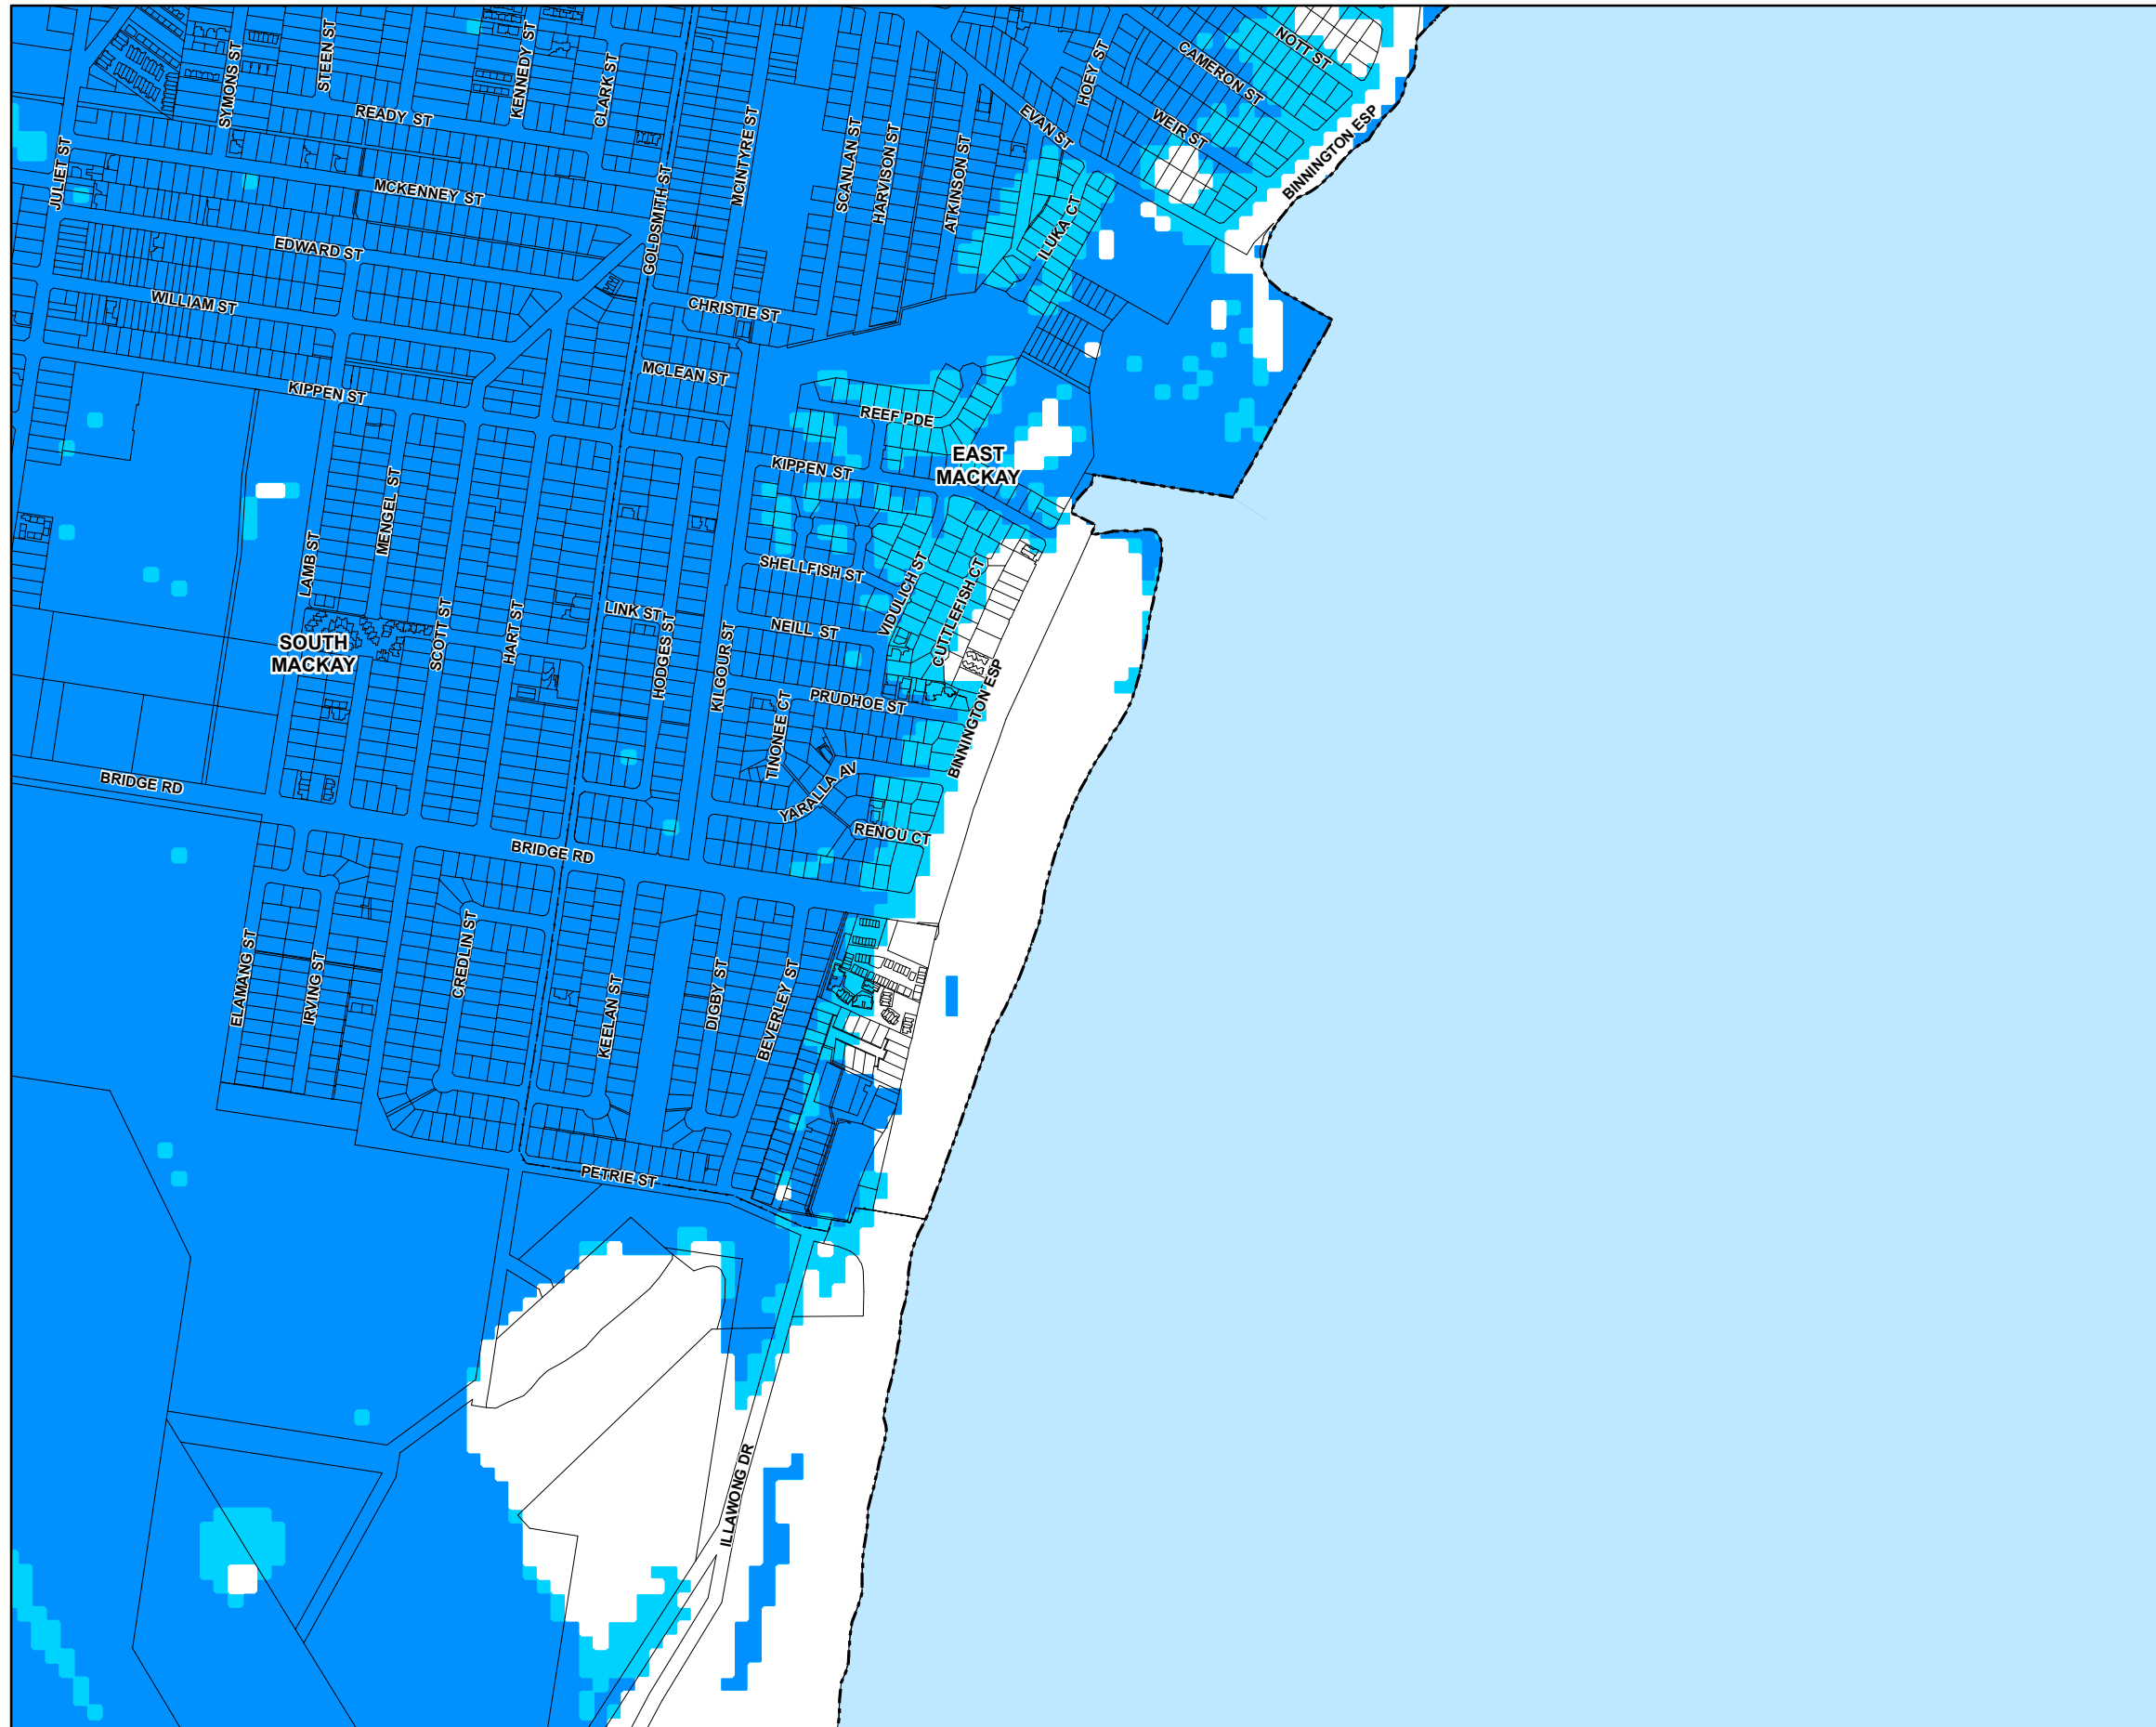 NOTT ST
CAMERON ST
HOEY ST
STEEN ST
SYMONS ST
KENNEDY ST
CLARK ST
READY ST
EVAN ST
WEIR ST
BINNINGTON ESP
MCINTYRE ST
SCANLAN ST
HARVISON ST
ATKINSON ST
JULIET ST
MCKENNEY ST
GOLDSMITH ST
ILUKA CT
EDWARD ST
WILLIAM ST
CHRISTIE ST
MCLEAN ST
KIPPEN ST
REEF PDE
EAST
MACKAY
KIPPEN ST
MENGEL ST
LAMB ST
SHELLFISH ST
VIDULICH ST
CUTTLEFISH CT
LINK ST
NEILL ST
SCOTT ST
HART ST
HODGES ST
KILGOUR ST
SOUTH
MACKAY
PRUDHOE ST
TINONEE CT
BINNINGTON ESP
BRIDGE RD
YARALLA AV
RENOU CT
BRIDGE RD
ELAMANG ST
IRVING ST
CREDLIN ST
KEELAN ST
DIGBY ST
BEVERLEY ST
PETRIE ST
ILLAWONG DR